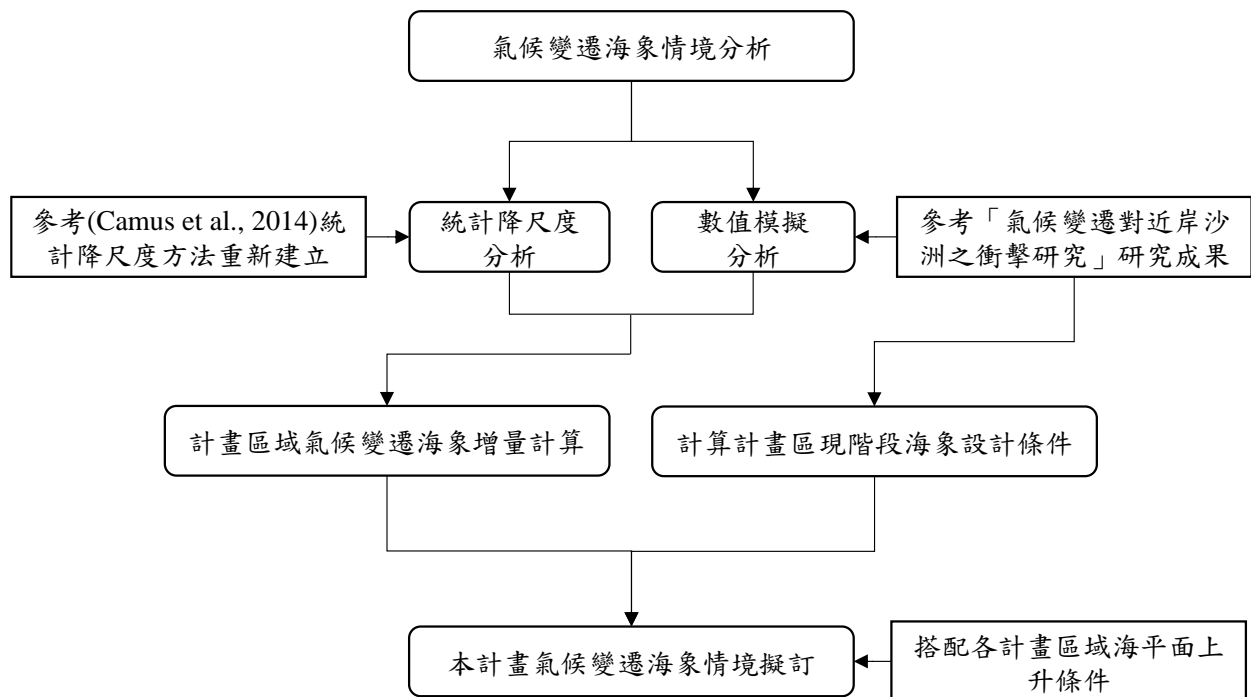 氣候變遷海象情境分析
參考(Camus et al., 2014)統
計降尺度方法重新建立
統計降尺度
分析
數值模擬
分析
參考「氣候變遷對近岸沙
洲之衝擊研究」研究成果
計畫區域氣候變遷海象增量計算
計算計畫區現階段海象設計條件
本計畫氣候變遷海象情境擬訂
搭配各計畫區域海平面上
升條件